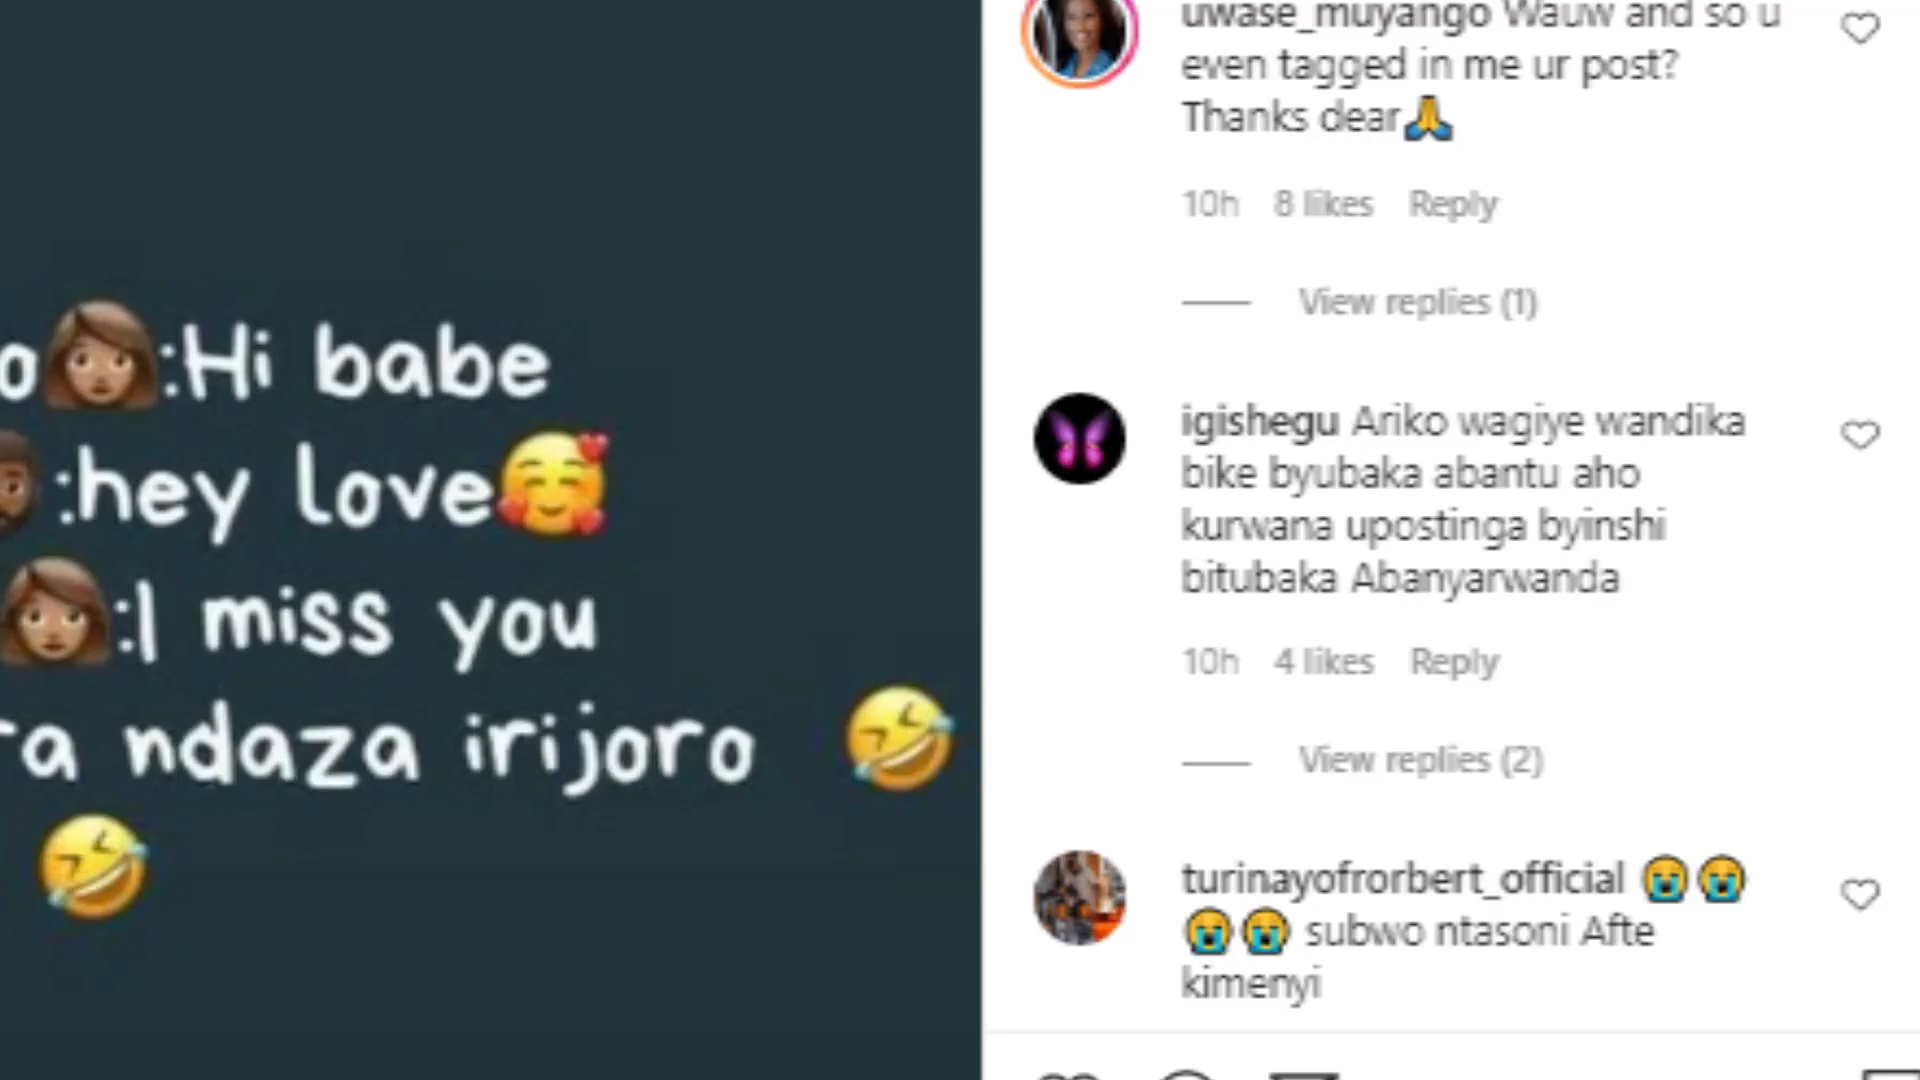 o👩🏽:Hi babe
:hey love🥰
👩🏽:I miss you
ra ndaza irijoro 🤣
🤣
uwase_muyango Wauw and so u
even tagged in me ur post?
Thanks dear🙏
10h 8 likes Reply
View replies (1)
igishegu Ariko wagiye wandika
bike byubaka abantu aho
kurwana upostinga byinshi
bitubaka Abanyarwanda
10h 4 likes Reply
View replies (2)
turinayofrorbert_official 😭😭
😭😭 subwo ntasoni Afte
kimenyi